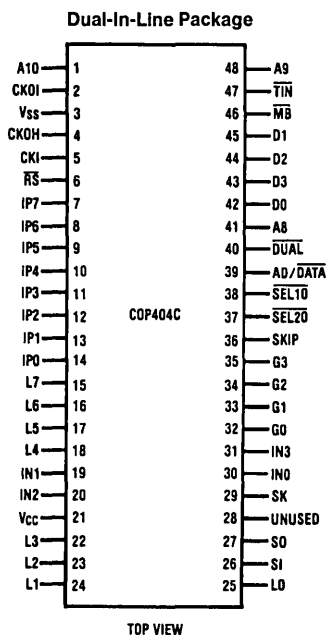 Dual-In-Line Package
A10 1 48 A9
CKOI 2 47 TIN
VSS 3 46 MB
CKOH 4 45 D1
CKI 5 44 D2
RS 6 43 D3
IP7 7 42 D0
IP6 8 41 A8
IP5 9 40 DUAL
IP4 10 39 AD/DATA
IP3 11 38 SEL10
IP2 12 COP404C 37 SEL20
IP1 13 36 SKIP
IP0 14 35 G3
L7 15 34 G2
L6 16 33 G1
L5 17 32 G0
L4 18 31 IN3
IN1 19 30 IN0
IN2 20 29 SK
VCC 21 28 UNUSED
L3 22 27 SO
L2 23 26 SI
L1 24 25 L0
TOP VIEW